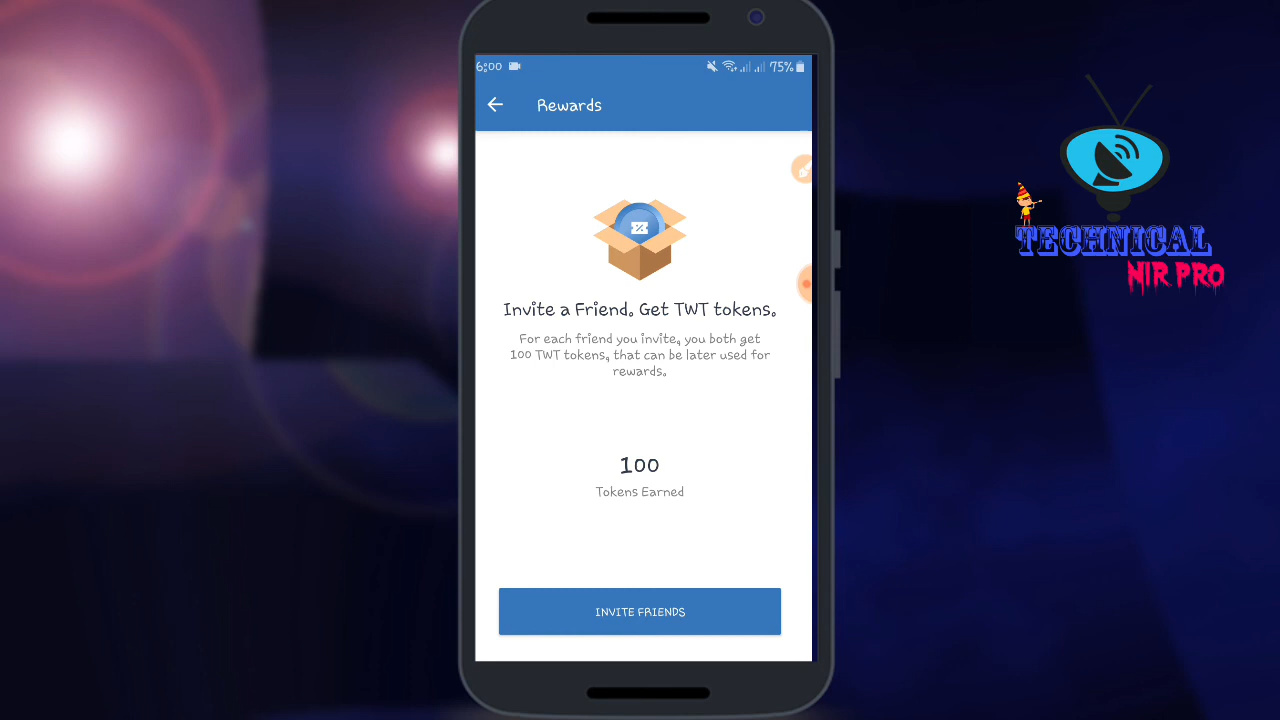 6:00
75%
Rewards
Invite a Friend. Get TWT tokens.
For each friend you invite, you both get
100 TWT tokens, that can be later used for
rewards.
100
Tokens Earned
INVITE FRIENDS
TECHNICAL
NIR PRO